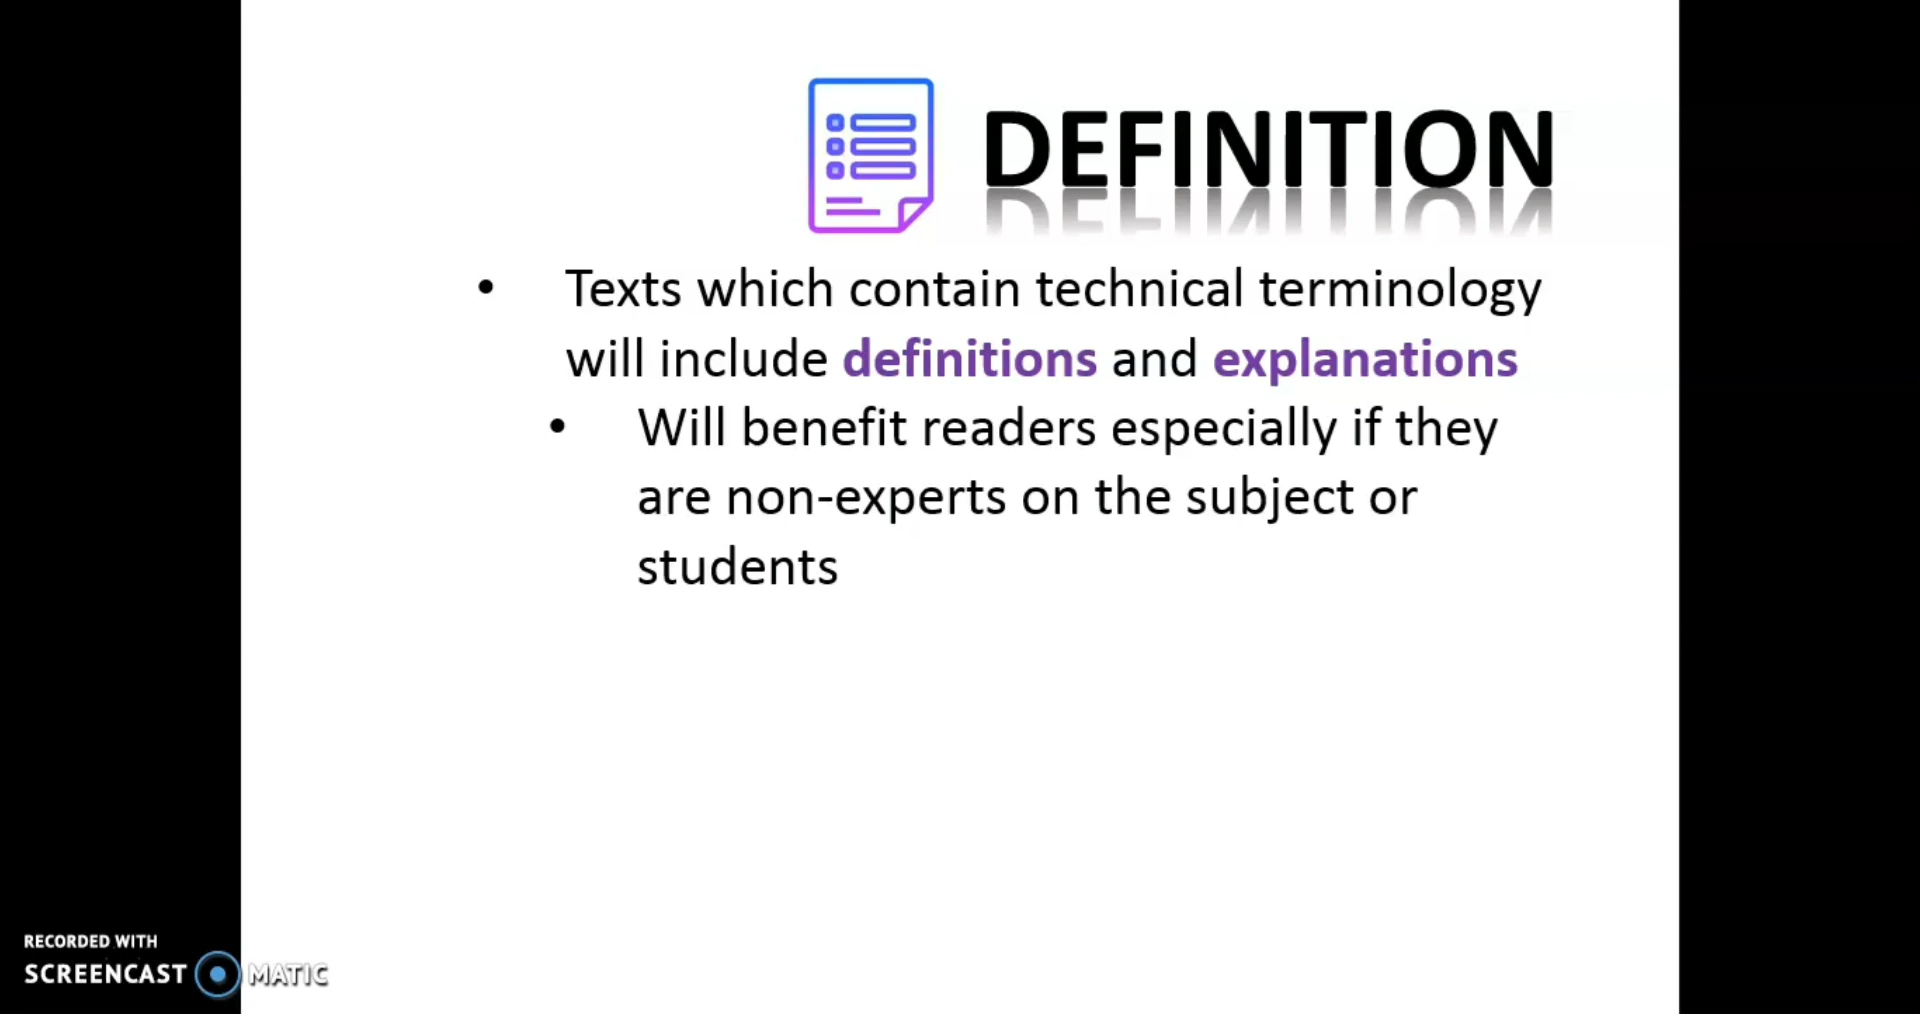 DEFINITION
• Texts which contain technical terminology
will include definitions and explanations
• Will benefit readers especially if they
are non-experts on the subject or
students
RECORDED WITH
SCREENCAST MATIC